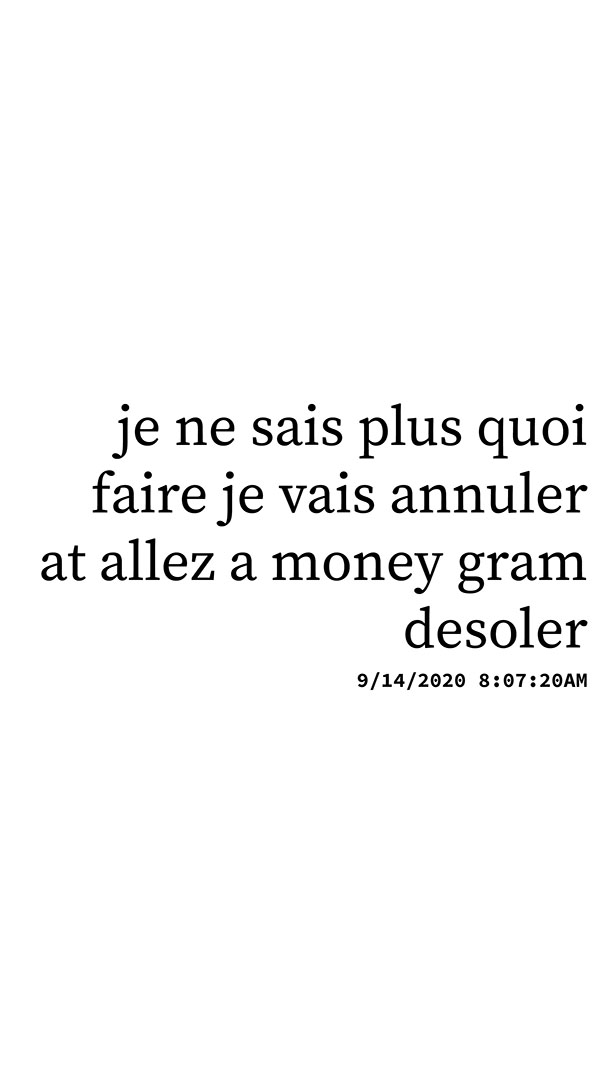 je ne sais plus quoi
faire je vais annuler
at allez a money gram
desoler
9/14/2020 8:07:20AM